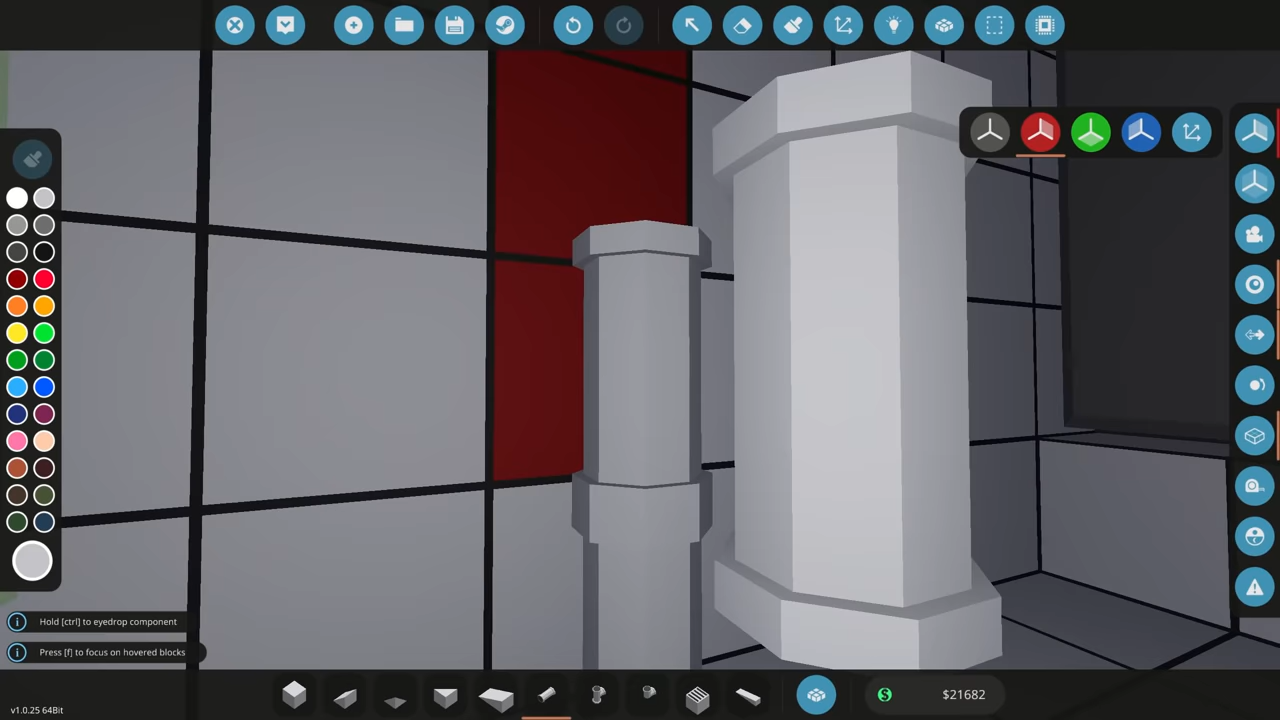 Hold [ctrl] to eyedrop component
Press [f] to focus on hovered blocks
$21682
v1.0.25 64Bit